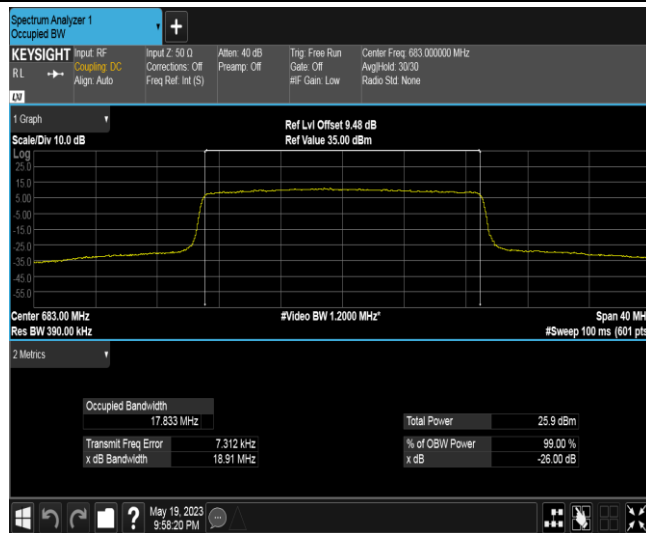 Spectrum Analyzer 1
Occupied BW
+
KEYSIGHT
RL
LXI
Input: RF
Coupling: DC
Align: Auto
Input Z: 50 Ω
Corrections: Off
Freq Ref: Int (S)
Atten: 40 dB
Preamp: Off
Trig: Free Run
Gate: Off
#IF Gain: Low
Center Freq: 683.000000 MHz
Avg|Hold: 30/30
Radio Std: None
1 Graph
Scale/Div 10.0 dB
Ref Lvl Offset 9.48 dB
Ref Value 35.00 dBm
Log
25.0
15.0
5.00
-5.00
-15.0
-25.0
-35.0
-45.0
-55.0
Center 683.00 MHz
Res BW 390.00 kHz
#Video BW 1.2000 MHz*
Span 40 MH
#Sweep 100 ms (601 pts
2 Metrics
Occupied Bandwidth
17.833 MHz
Transmit Freq Error 7.312 kHz
x dB Bandwidth 18.91 MHz
Total Power 25.9 dBm
% of OBW Power 99.00 %
x dB -26.00 dB
?
May 19, 2023
9:58:20 PM